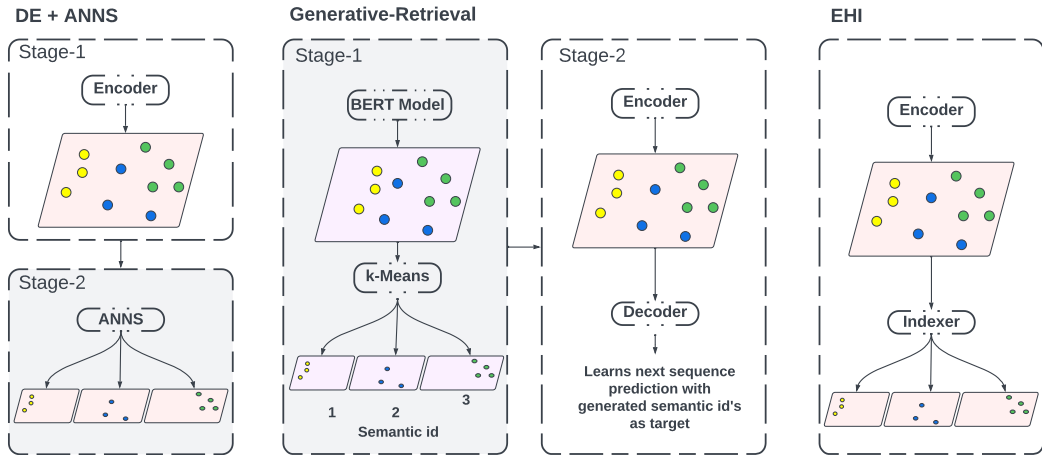 DE + ANNS
Stage-1
Encoder
Stage-2
ANNS
Generative-Retrieval
Stage-1
BERT Model
k-Means
1
2
3
Semantic id
Stage-2
Encoder
Decoder
Learns next sequence
prediction with
generated semantic id's
as target
EHI
Encoder
Indexer